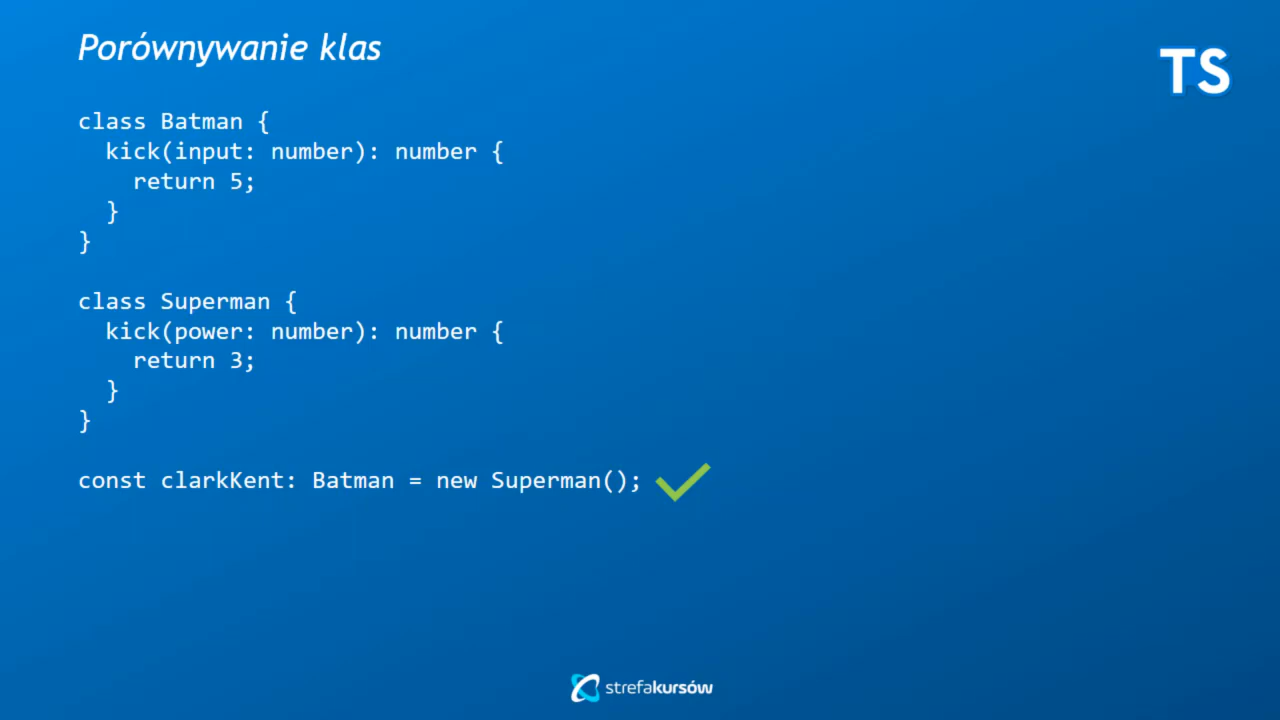 Porównywanie klas
TS
class Batman {
  kick(input: number): number {
    return 5;
  }
}
class Superman {
  kick(power: number): number {
    return 3;
  }
}
const clarkKent: Batman = new Superman();
strefakursów